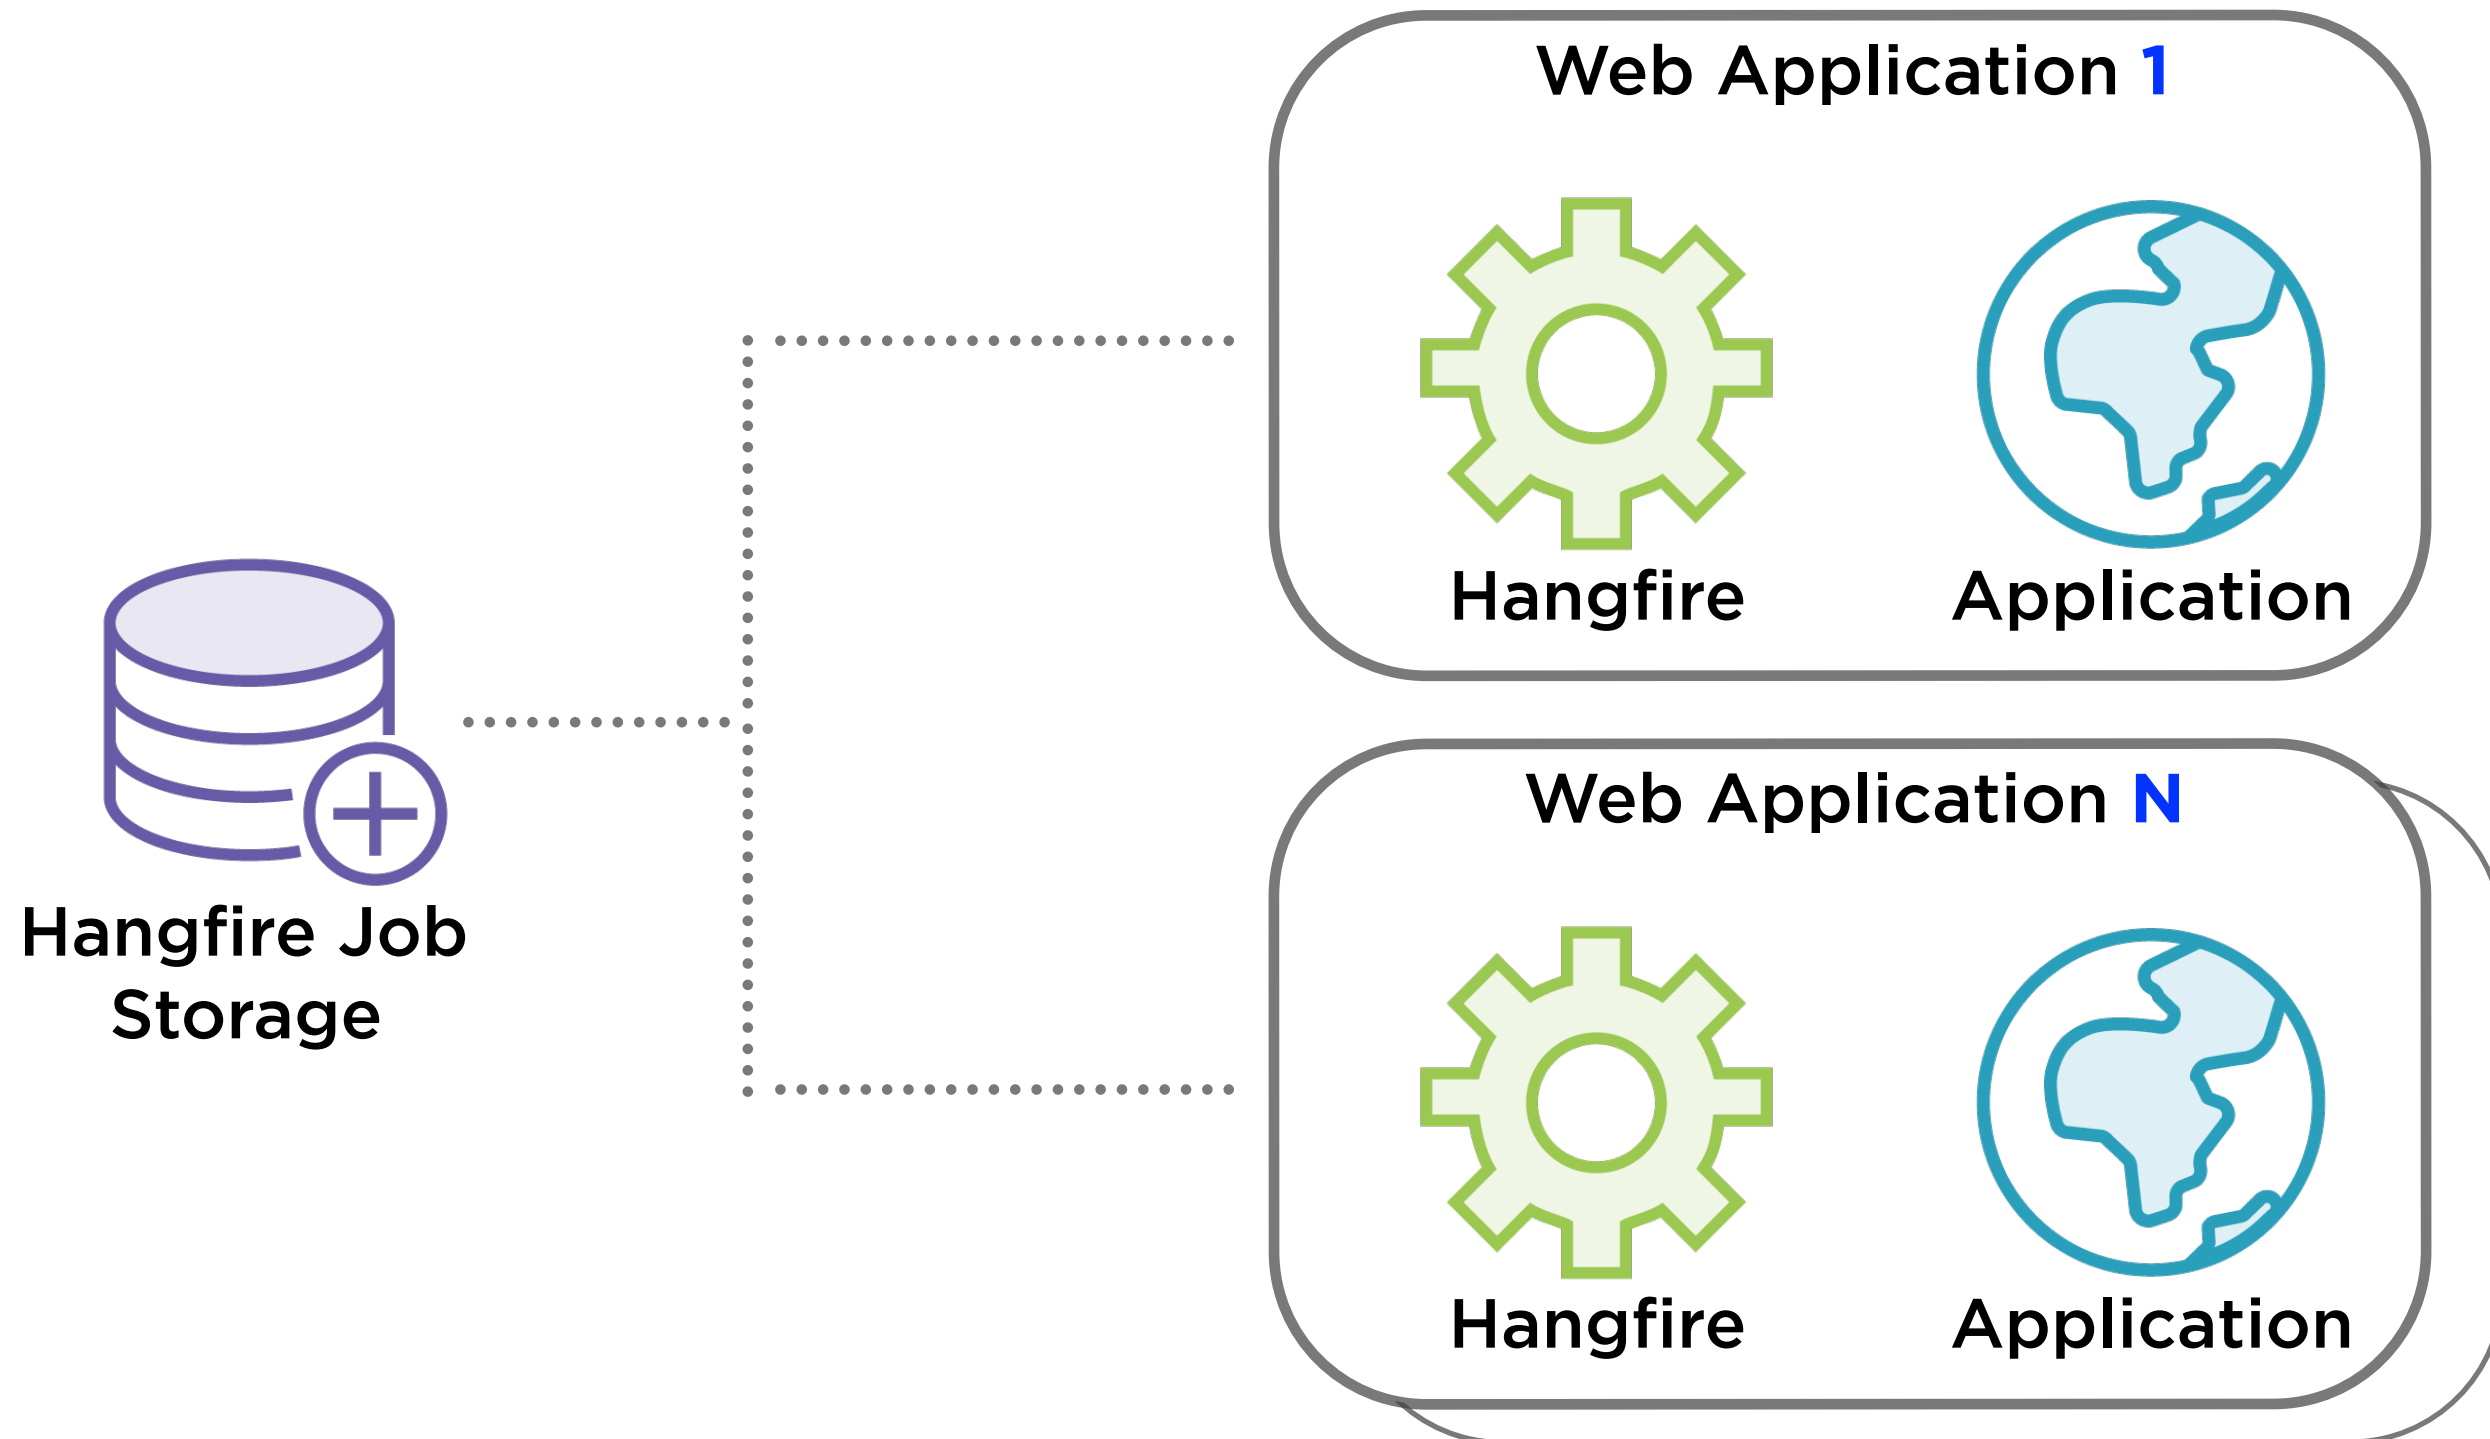 Web Application 1
Hangfire
Application
Hangfire Job
Storage
Web Application N
Hangfire
Application